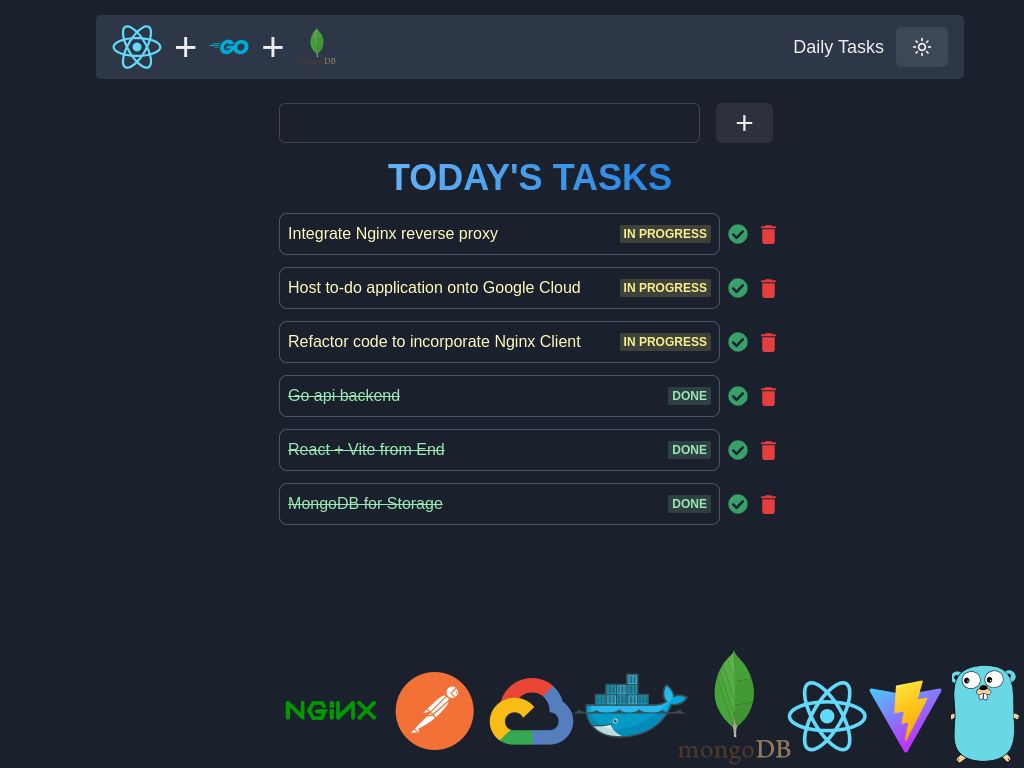 GO
mongoDB
Daily Tasks
TODAY'S TASKS
Integrate Nginx reverse proxy IN PROGRESS
Host to-do application onto Google Cloud IN PROGRESS
Refactor code to incorporate Nginx Client IN PROGRESS
Go api backend DONE
React + Vite from End DONE
MongoDB for Storage DONE
NGINX
mongoDB